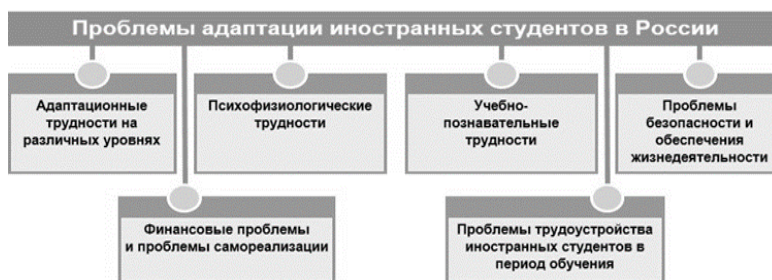 Проблемы адаптации иностранных студентов в России
Адаптационные
трудности на
различных уровнях
Психофизиологические
трудности
Учебно-
познавательные
трудности
Проблемы
безопасности и
обеспечения
жизнедеятельности
Финансовые проблемы
и проблемы самореализации
Проблемы трудоустройства
иностранных студентов в
период обучения